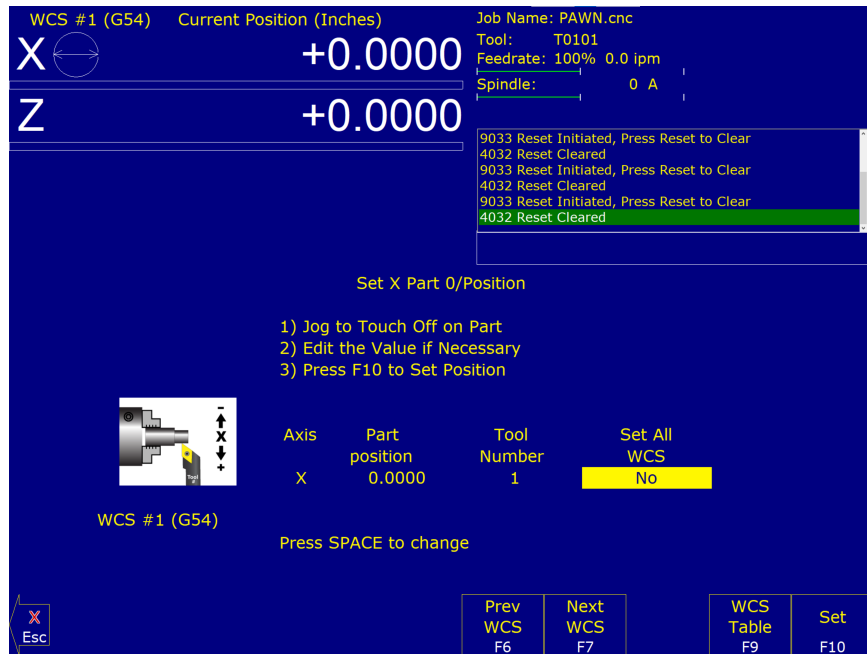 WCS #1 (G54) Current Position (Inches)
X +0.0000
Z +0.0000
Job Name: PAWN.cnc
Tool: T0101
Feedrate: 100% 0.0 ipm
Spindle: 0 A
9033 Reset Initiated, Press Reset to Clear
4032 Reset Cleared
9033 Reset Initiated, Press Reset to Clear
4032 Reset Cleared
9033 Reset Initiated, Press Reset to Clear
4032 Reset Cleared
Set X Part 0/Position
1) Jog to Touch Off on Part
2) Edit the Value if Necessary
3) Press F10 to Set Position
- X +
Tool
Axis Part position Tool Number Set All WCS
X 0.0000 1 No
WCS #1 (G54)
Press SPACE to change
X Esc
Prev WCS F6
Next WCS F7
WCS Table F9
Set F10